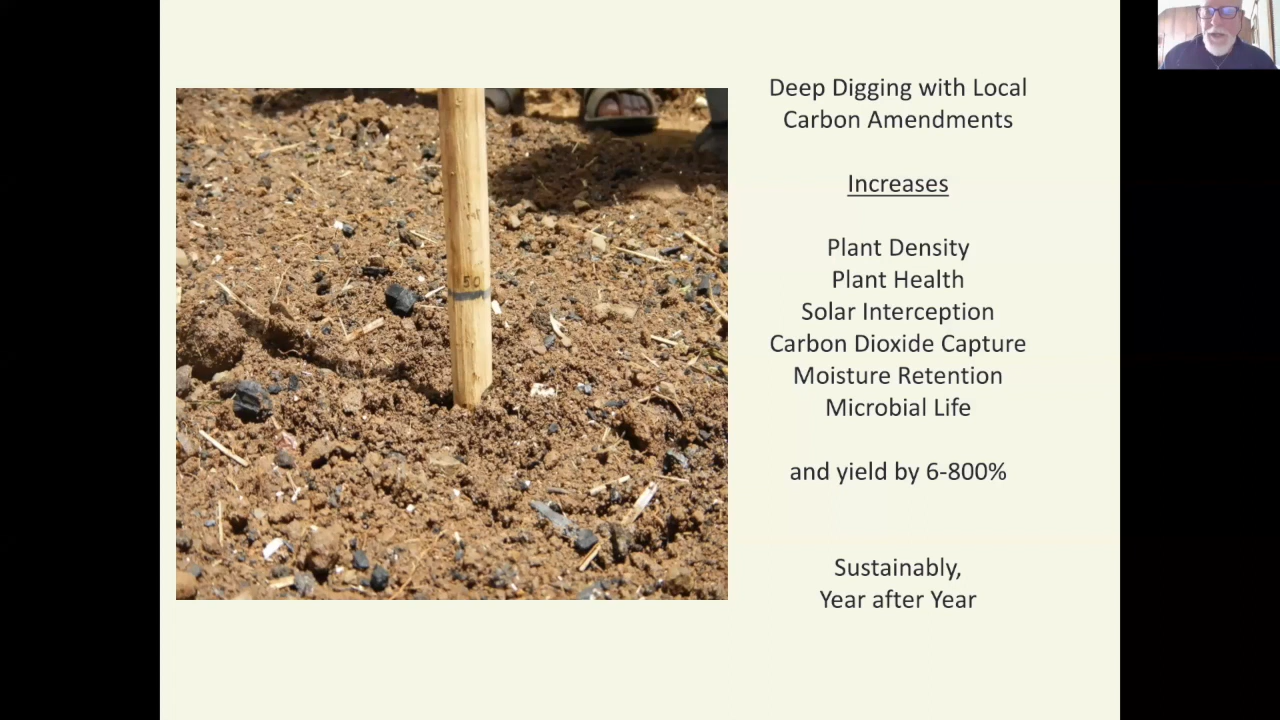 Deep Digging with Local
Carbon Amendments
Increases
Plant Density
Plant Health
Solar Interception
Carbon Dioxide Capture
Moisture Retention
Microbial Life
and yield by 6-800%
Sustainably,
Year after Year
50